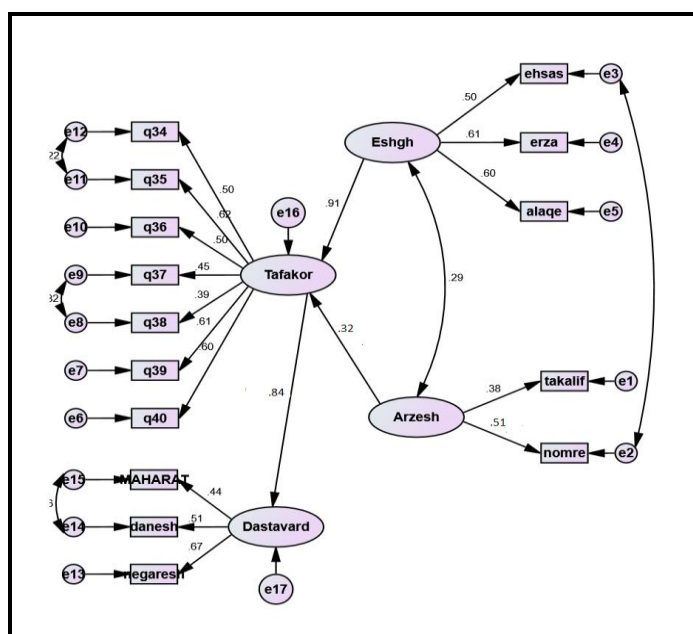 ehsas
e3
.50
e12
q34
Eshgh
.61
erza
e4
22
.60
e11
q35
.50
.91
alaqe
e5
.62
e16
e10
q36
.50
.29
e9
q37
.45
Tafakor
.39
e8
q38
.61
.32
.60
e7
q39
takalif
e1
.38
.84
e6
q40
Arzesh
.51
nomre
e2
e15
MAHARAT
.44
e14
danesh
.51
Dastavard
.67
e13
negaresh
e17